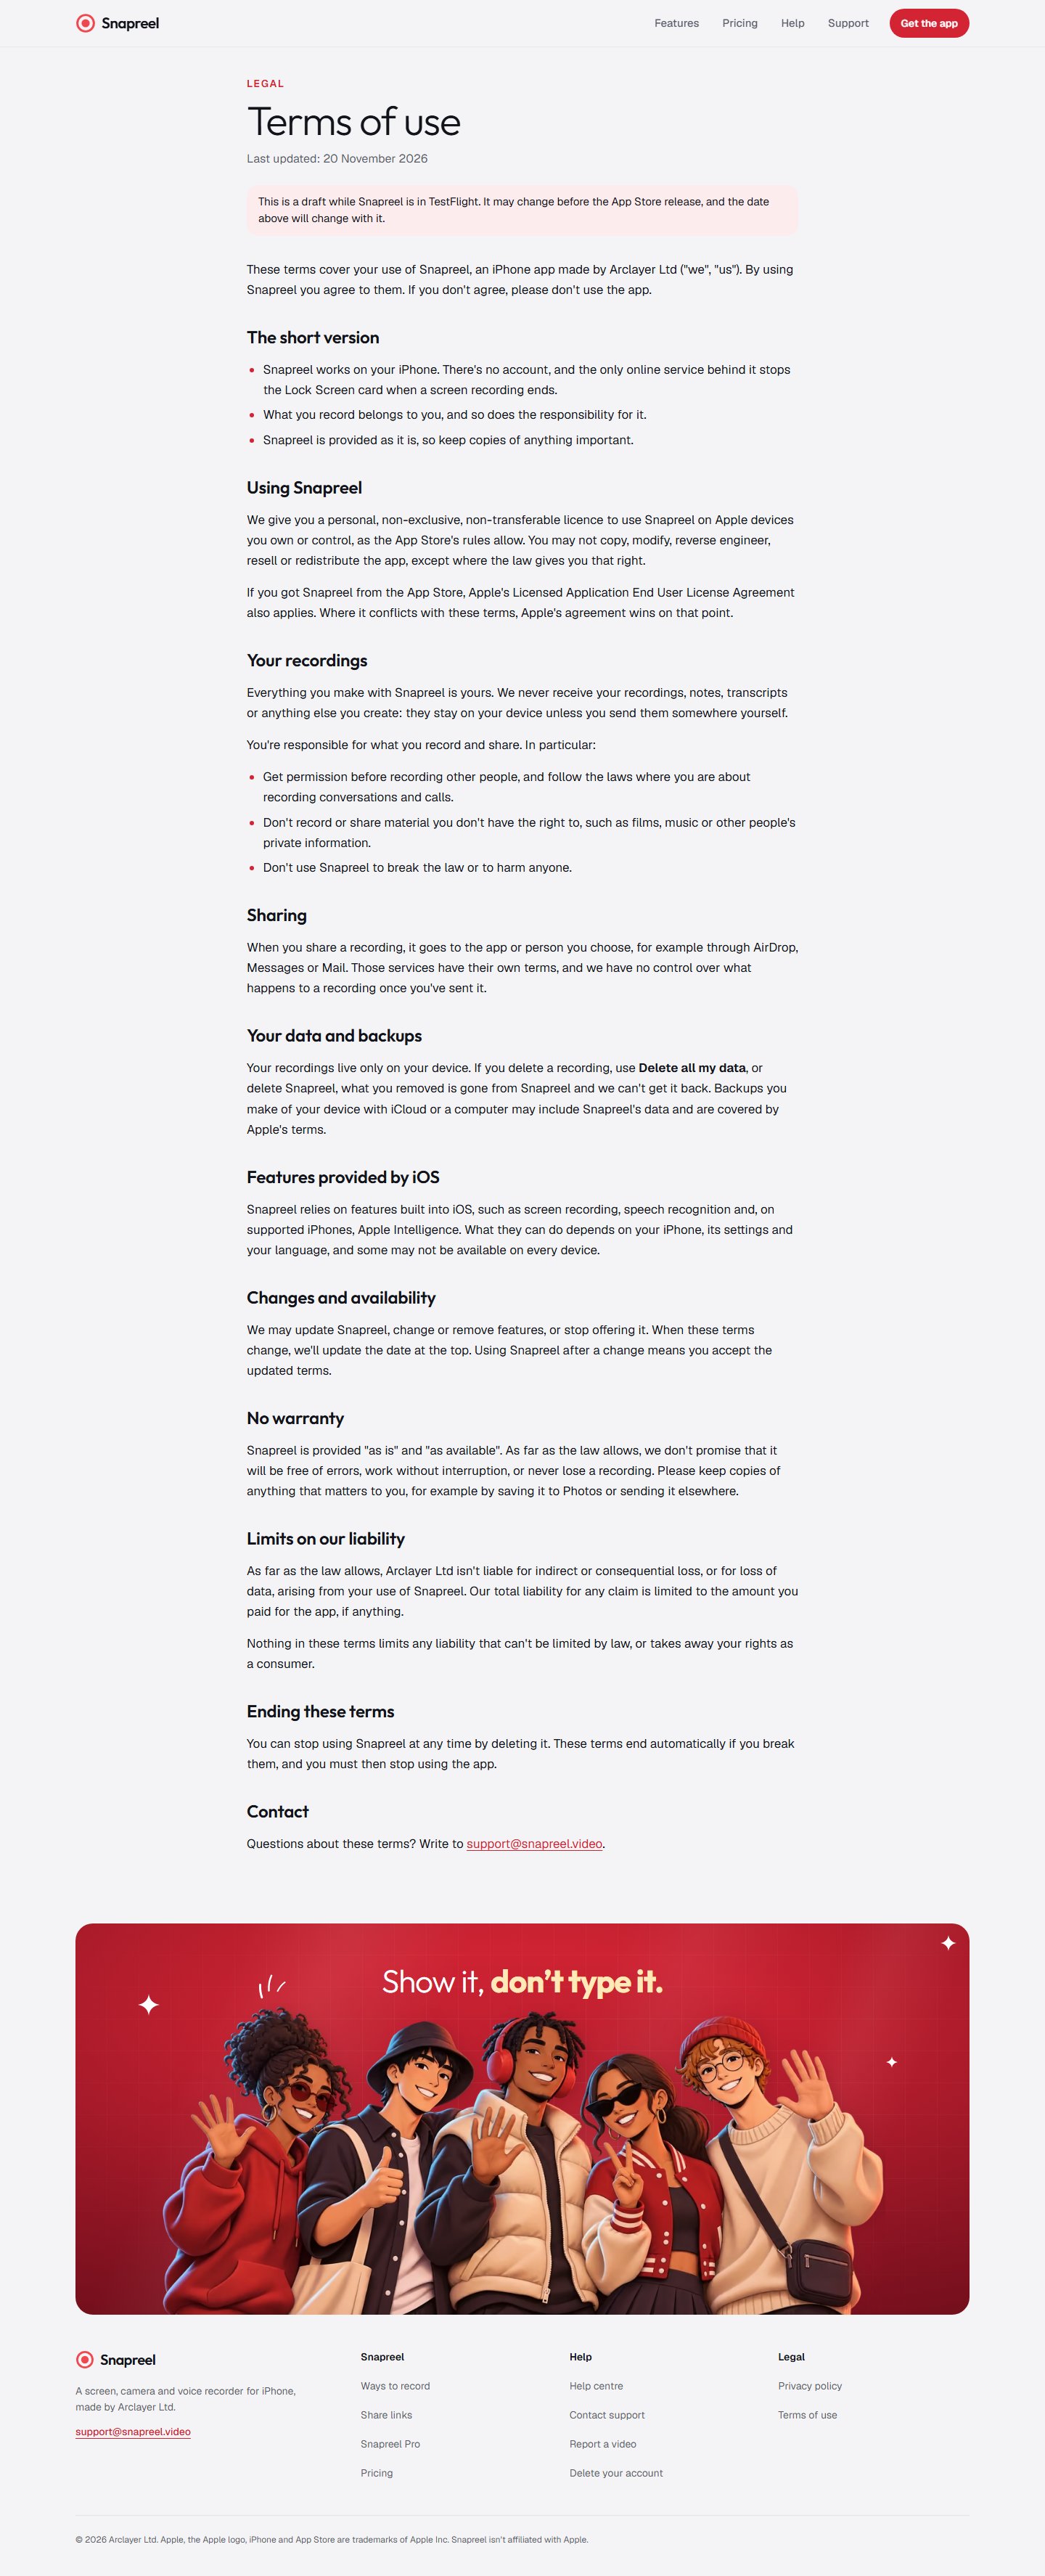 Snapreel
Features
Pricing
Help
Support
Get the app
LEGAL
Terms of use
Last updated: 20 November 2026
This is a draft while Snapreel is in TestFlight. It may change before the App Store release, and the date
above will change with it.
These terms cover your use of Snapreel, an iPhone app made by Arclayer Ltd ("we", "us"). By using
Snapreel you agree to them. If you don't agree, please don't use the app.
The short version
Snapreel works on your iPhone. There's no account, and the only online service behind it stops
the Lock Screen card when a screen recording ends.
What you record belongs to you, and so does the responsibility for it.
Snapreel is provided as it is, so keep copies of anything important.
Using Snapreel
We give you a personal, non-exclusive, non-transferable licence to use Snapreel on Apple devices
you own or control, as the App Store's rules allow. You may not copy, modify, reverse engineer,
resell or redistribute the app, except where the law gives you that right.
If you got Snapreel from the App Store, Apple's Licensed Application End User License Agreement
also applies. Where it conflicts with these terms, Apple's agreement wins on that point.
Your recordings
Everything you make with Snapreel is yours. We never receive your recordings, notes, transcripts
or anything else you create: they stay on your device unless you send them somewhere yourself.
You're responsible for what you record and share. In particular:
Get permission before recording other people, and follow the laws where you are about
recording conversations and calls.
Don't record or share material you don't have the right to, such as films, music or other people's
private information.
Don't use Snapreel to break the law or to harm anyone.
Sharing
When you share a recording, it goes to the app or person you choose, for example through AirDrop,
Messages or Mail. Those services have their own terms, and we have no control over what
happens to a recording once you've sent it.
Your data and backups
Your recordings live only on your device. If you delete a recording, use Delete all my data, or
delete Snapreel, what you removed is gone from Snapreel and we can't get it back. Backups you
make of your device with iCloud or a computer may include Snapreel's data and are covered by
Apple's terms.
Features provided by iOS
Snapreel relies on features built into iOS, such as screen recording, speech recognition and, on
supported iPhones, Apple Intelligence. What they can do depends on your iPhone, its settings and
your language, and some may not be available on every device.
Changes and availability
We may update Snapreel, change or remove features, or stop offering it. When these terms
change, we'll update the date at the top. Using Snapreel after a change means you accept the
updated terms.
No warranty
Snapreel is provided "as is" and "as available". As far as the law allows, we don't promise that it
will be free of errors, work without interruption, or never lose a recording. Please keep copies of
anything that matters to you, for example by saving it to Photos or sending it elsewhere.
Limits on our liability
As far as the law allows, Arclayer Ltd isn't liable for indirect or consequential loss, or for loss of
data, arising from your use of Snapreel. Our total liability for any claim is limited to the amount you
paid for the app, if anything.
Nothing in these terms limits any liability that can't be limited by law, or takes away your rights as
a consumer.
Ending these terms
You can stop using Snapreel at any time by deleting it. These terms end automatically if you break
them, and you must then stop using the app.
Contact
Questions about these terms? Write to support@snapreel.video.
Show it, don't type it.
Snapreel
A screen, camera and voice recorder for iPhone,
made by Arclayer Ltd.
support@snapreel.video
Snapreel
Ways to record
Share links
Snapreel Pro
Pricing
Help
Help centre
Contact support
Report a video
Delete your account
Legal
Privacy policy
Terms of use
© 2026 Arclayer Ltd. Apple, the Apple logo, iPhone and App Store are trademarks of Apple Inc. Snapreel isn't affiliated with Apple.